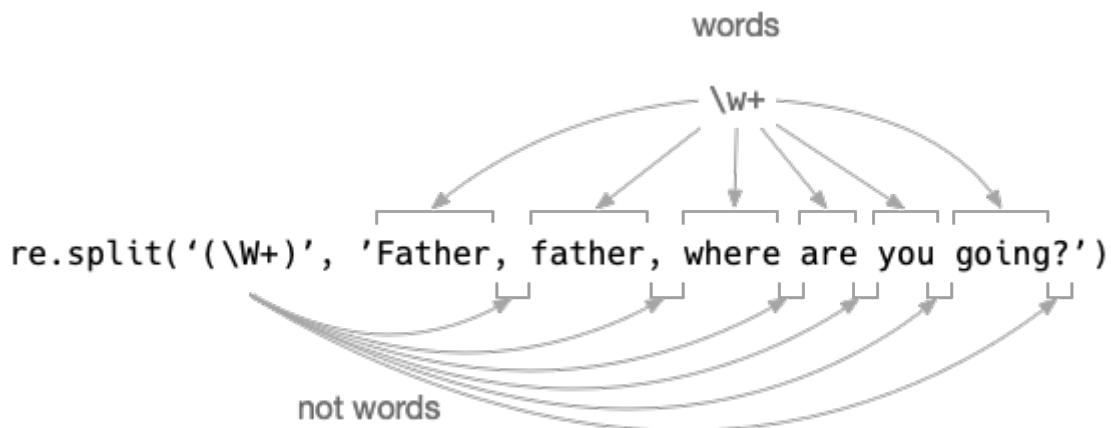 words
\w+
re.split(‘(\W+)’, ’Father, father, where are you going?’)
not words